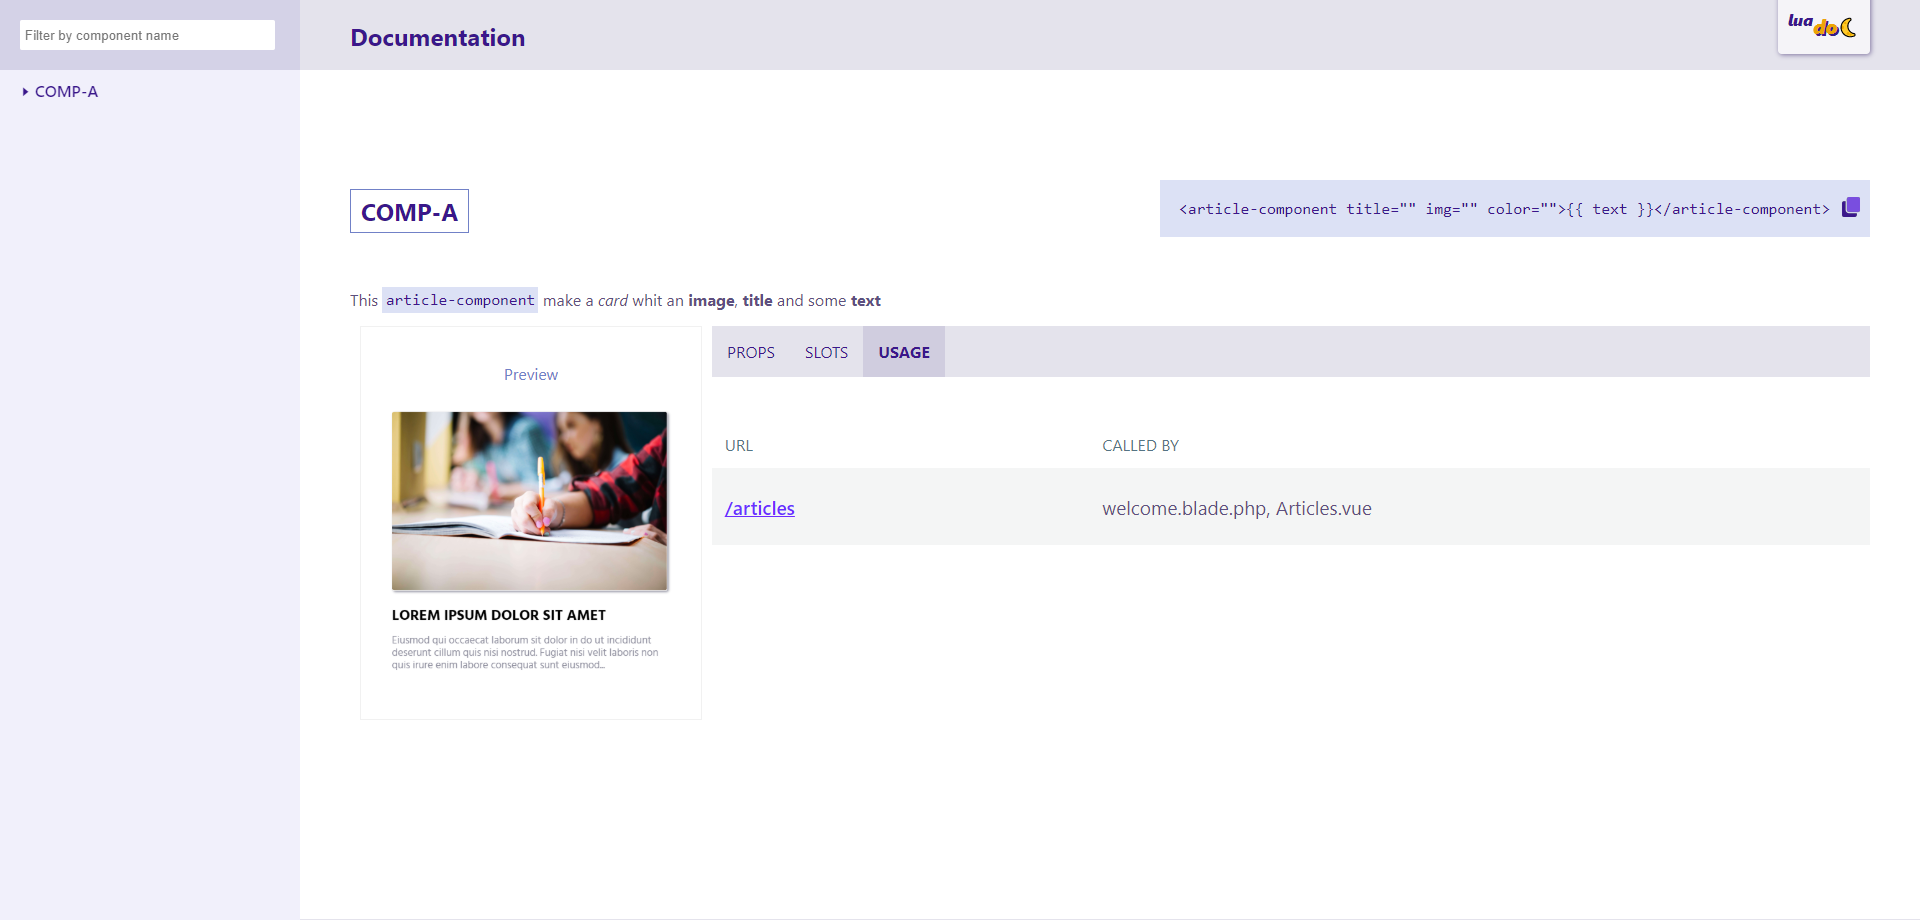 Filter by component name
Documentation
lua
do
COMP-A
COMP-A
<article-component title="" img="" color="">{{ text }}</article-component>
This article-component make a card whit an image, title and some text
Preview
PROPS SLOTS USAGE
URL CALLED BY
/articles welcome.blade.php, Articles.vue
LOREM IPSUM DOLOR SIT AMET
Eiusmod qui occaecat laborum sit dolor in do ut incididunt
deserunt cillum quis nisi nostrud. Fugiat nisi velit laboris non
quis irure enim labore consequat sunt eiusmod...